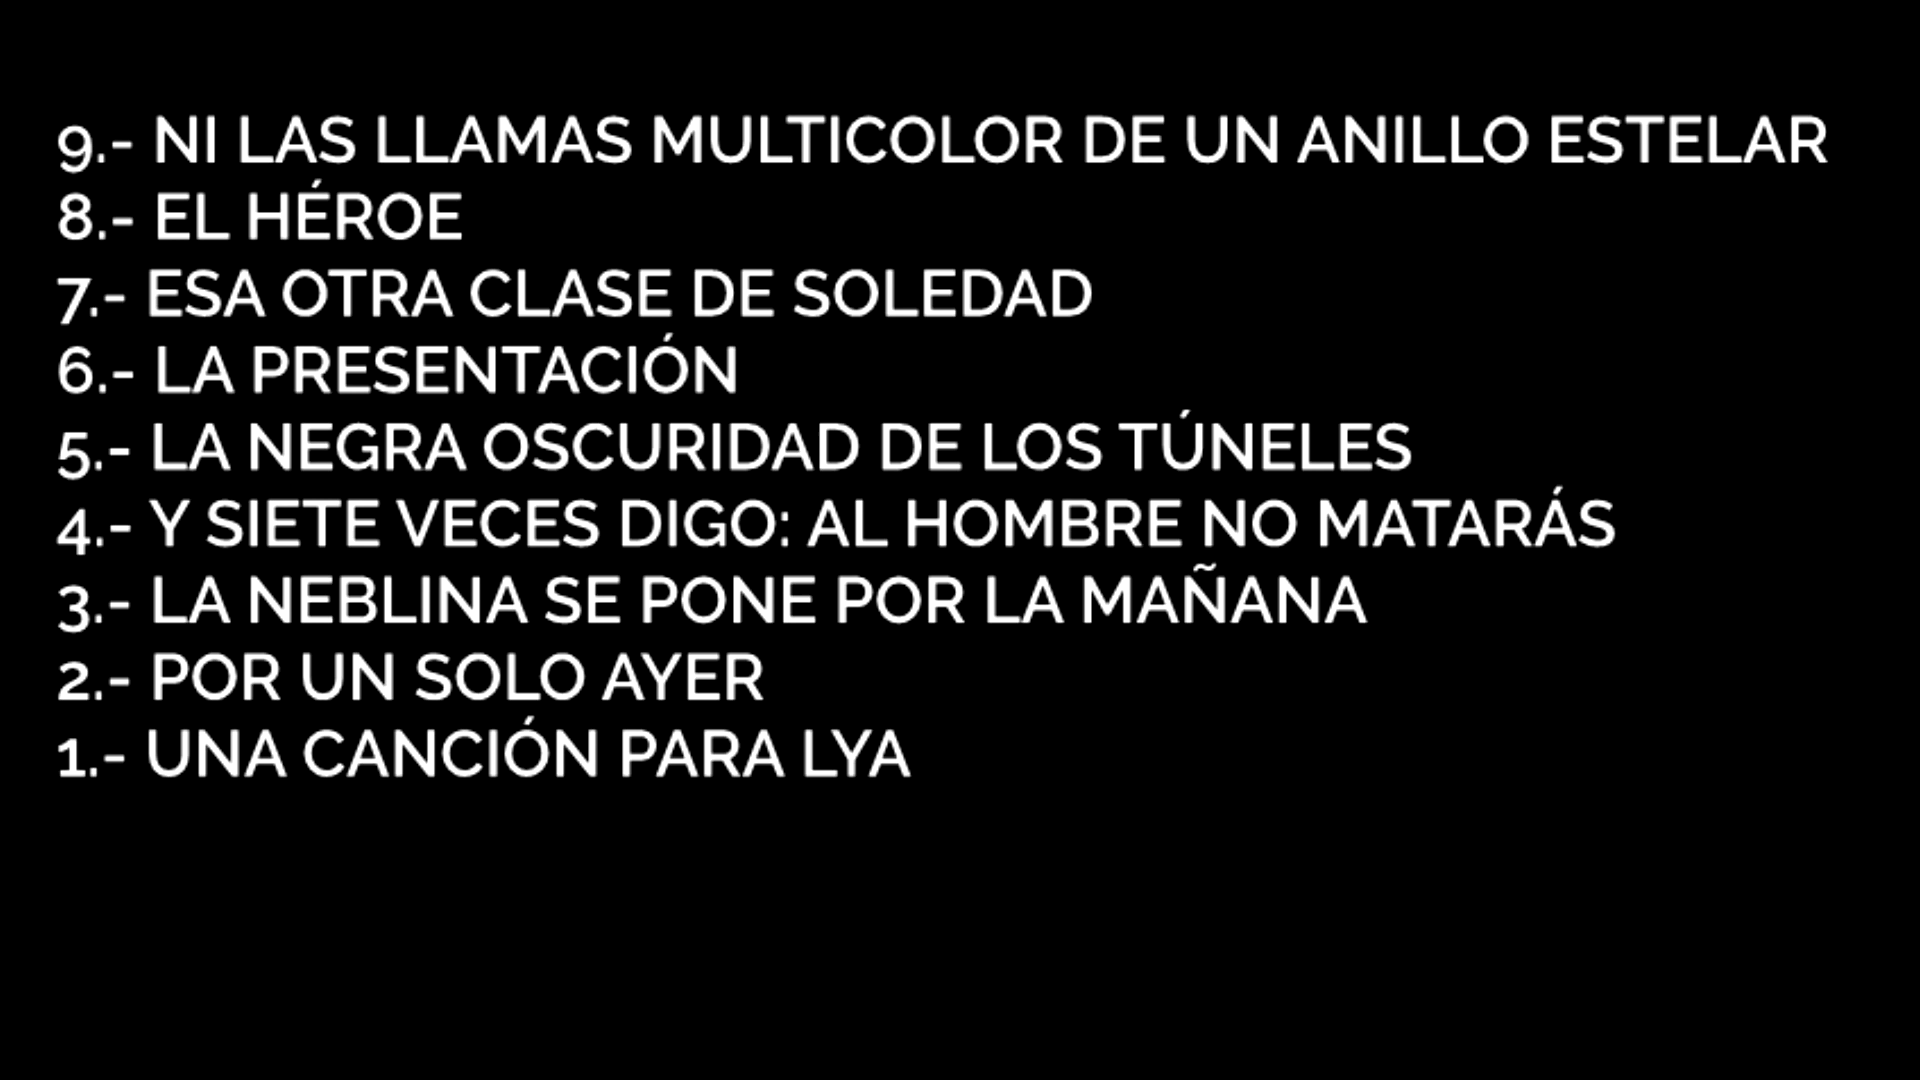 9.- NI LAS LLAMAS MULTICOLOR DE UN ANILLO ESTELAR
8.- EL HÉROE
7.- ESA OTRA CLASE DE SOLEDAD
6.- LA PRESENTACIÓN
5.- LA NEGRA OSCURIDAD DE LOS TÚNELES
4.- Y SIETE VECES DIGO: AL HOMBRE NO MATARÁS
3.- LA NEBLINA SE PONE POR LA MAÑANA
2.- POR UN SOLO AYER
1.- UNA CANCIÓN PARA LYA